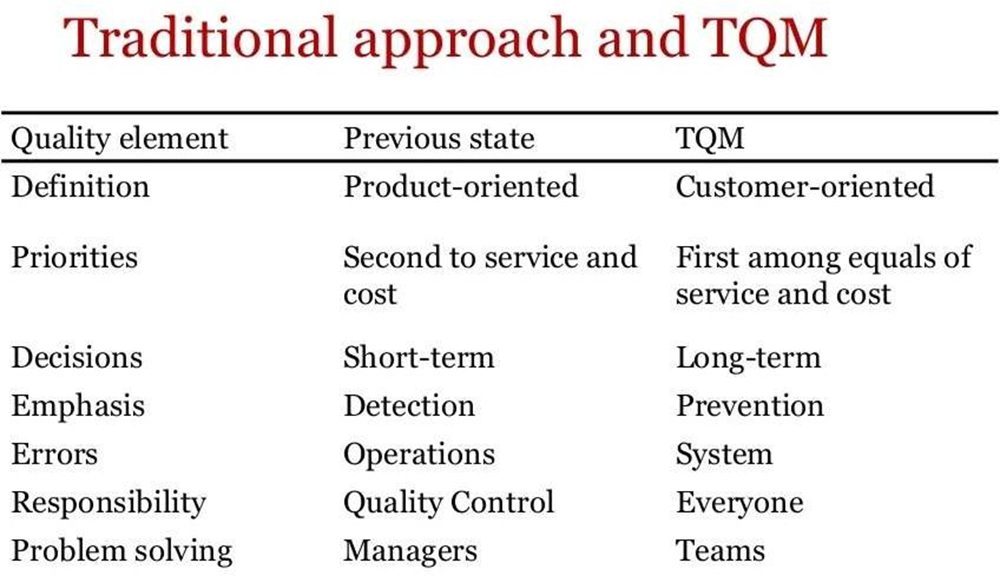 Traditional approach and TQM
Quality element Previous state TQM
Definition Product-oriented Customer-oriented
Priorities Second to service and First among equals of
cost service and cost
Decisions Short-term Long-term
Emphasis Detection Prevention
Errors Operations System
Responsibility Quality Control Everyone
Problem solving Managers Teams